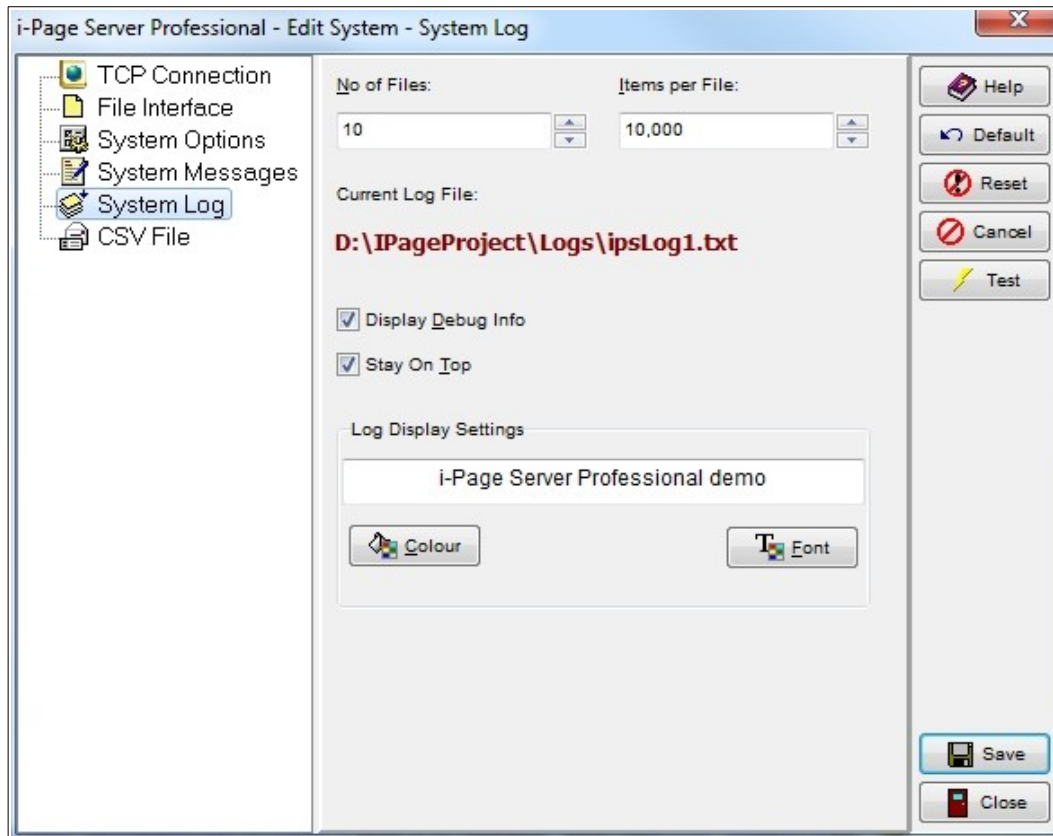 i-Page Server Professional - Edit System - System Log
TCP Connection
File Interface
System Options
System Messages
System Log
CSV File
No of Files:
Items per File:
10
10,000
Current Log File:
D:\IPageProject\Logs\ipsLog1.txt
Display Debug Info
Stay On Top
Log Display Settings
i-Page Server Professional demo
Colour
Font
Help
Default
Reset
Cancel
Test
Save
Close